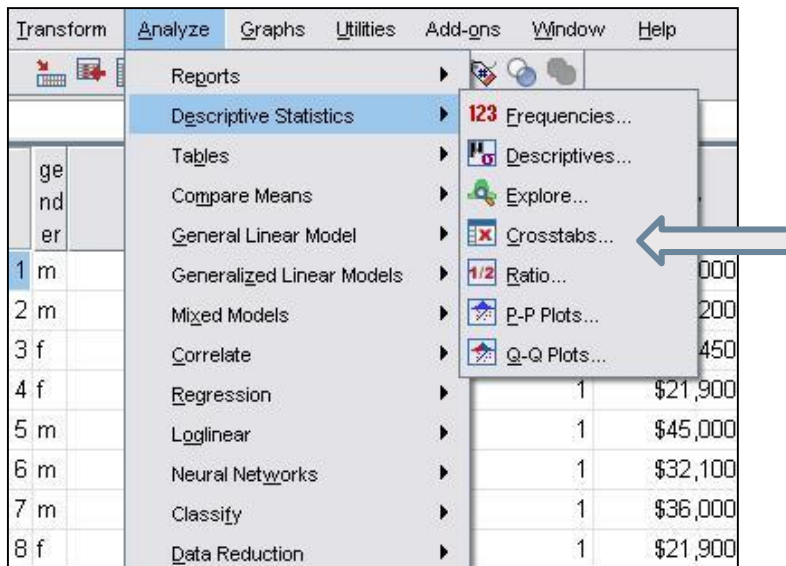 Transform Analyze Graphs Utilities Add-ons Window Help
Reports
Descriptive Statistics
Tables
Compare Means
General Linear Model
Generalized Linear Models
Mixed Models
Correlate
Regression
Loglinear
Neural Networks
Classify
Data Reduction
123 Frequencies...
Descriptives...
Explore...
Crosstabs...
1/2 Ratio...
P-P Plots...
Q-Q Plots...
ge
nd
er
1 m 000
2 m 200
3 f 450
4 f 1 $21,900
5 m 1 $45,000
6 m 1 $32,100
7 m 1 $36,000
8 f 1 $21,900